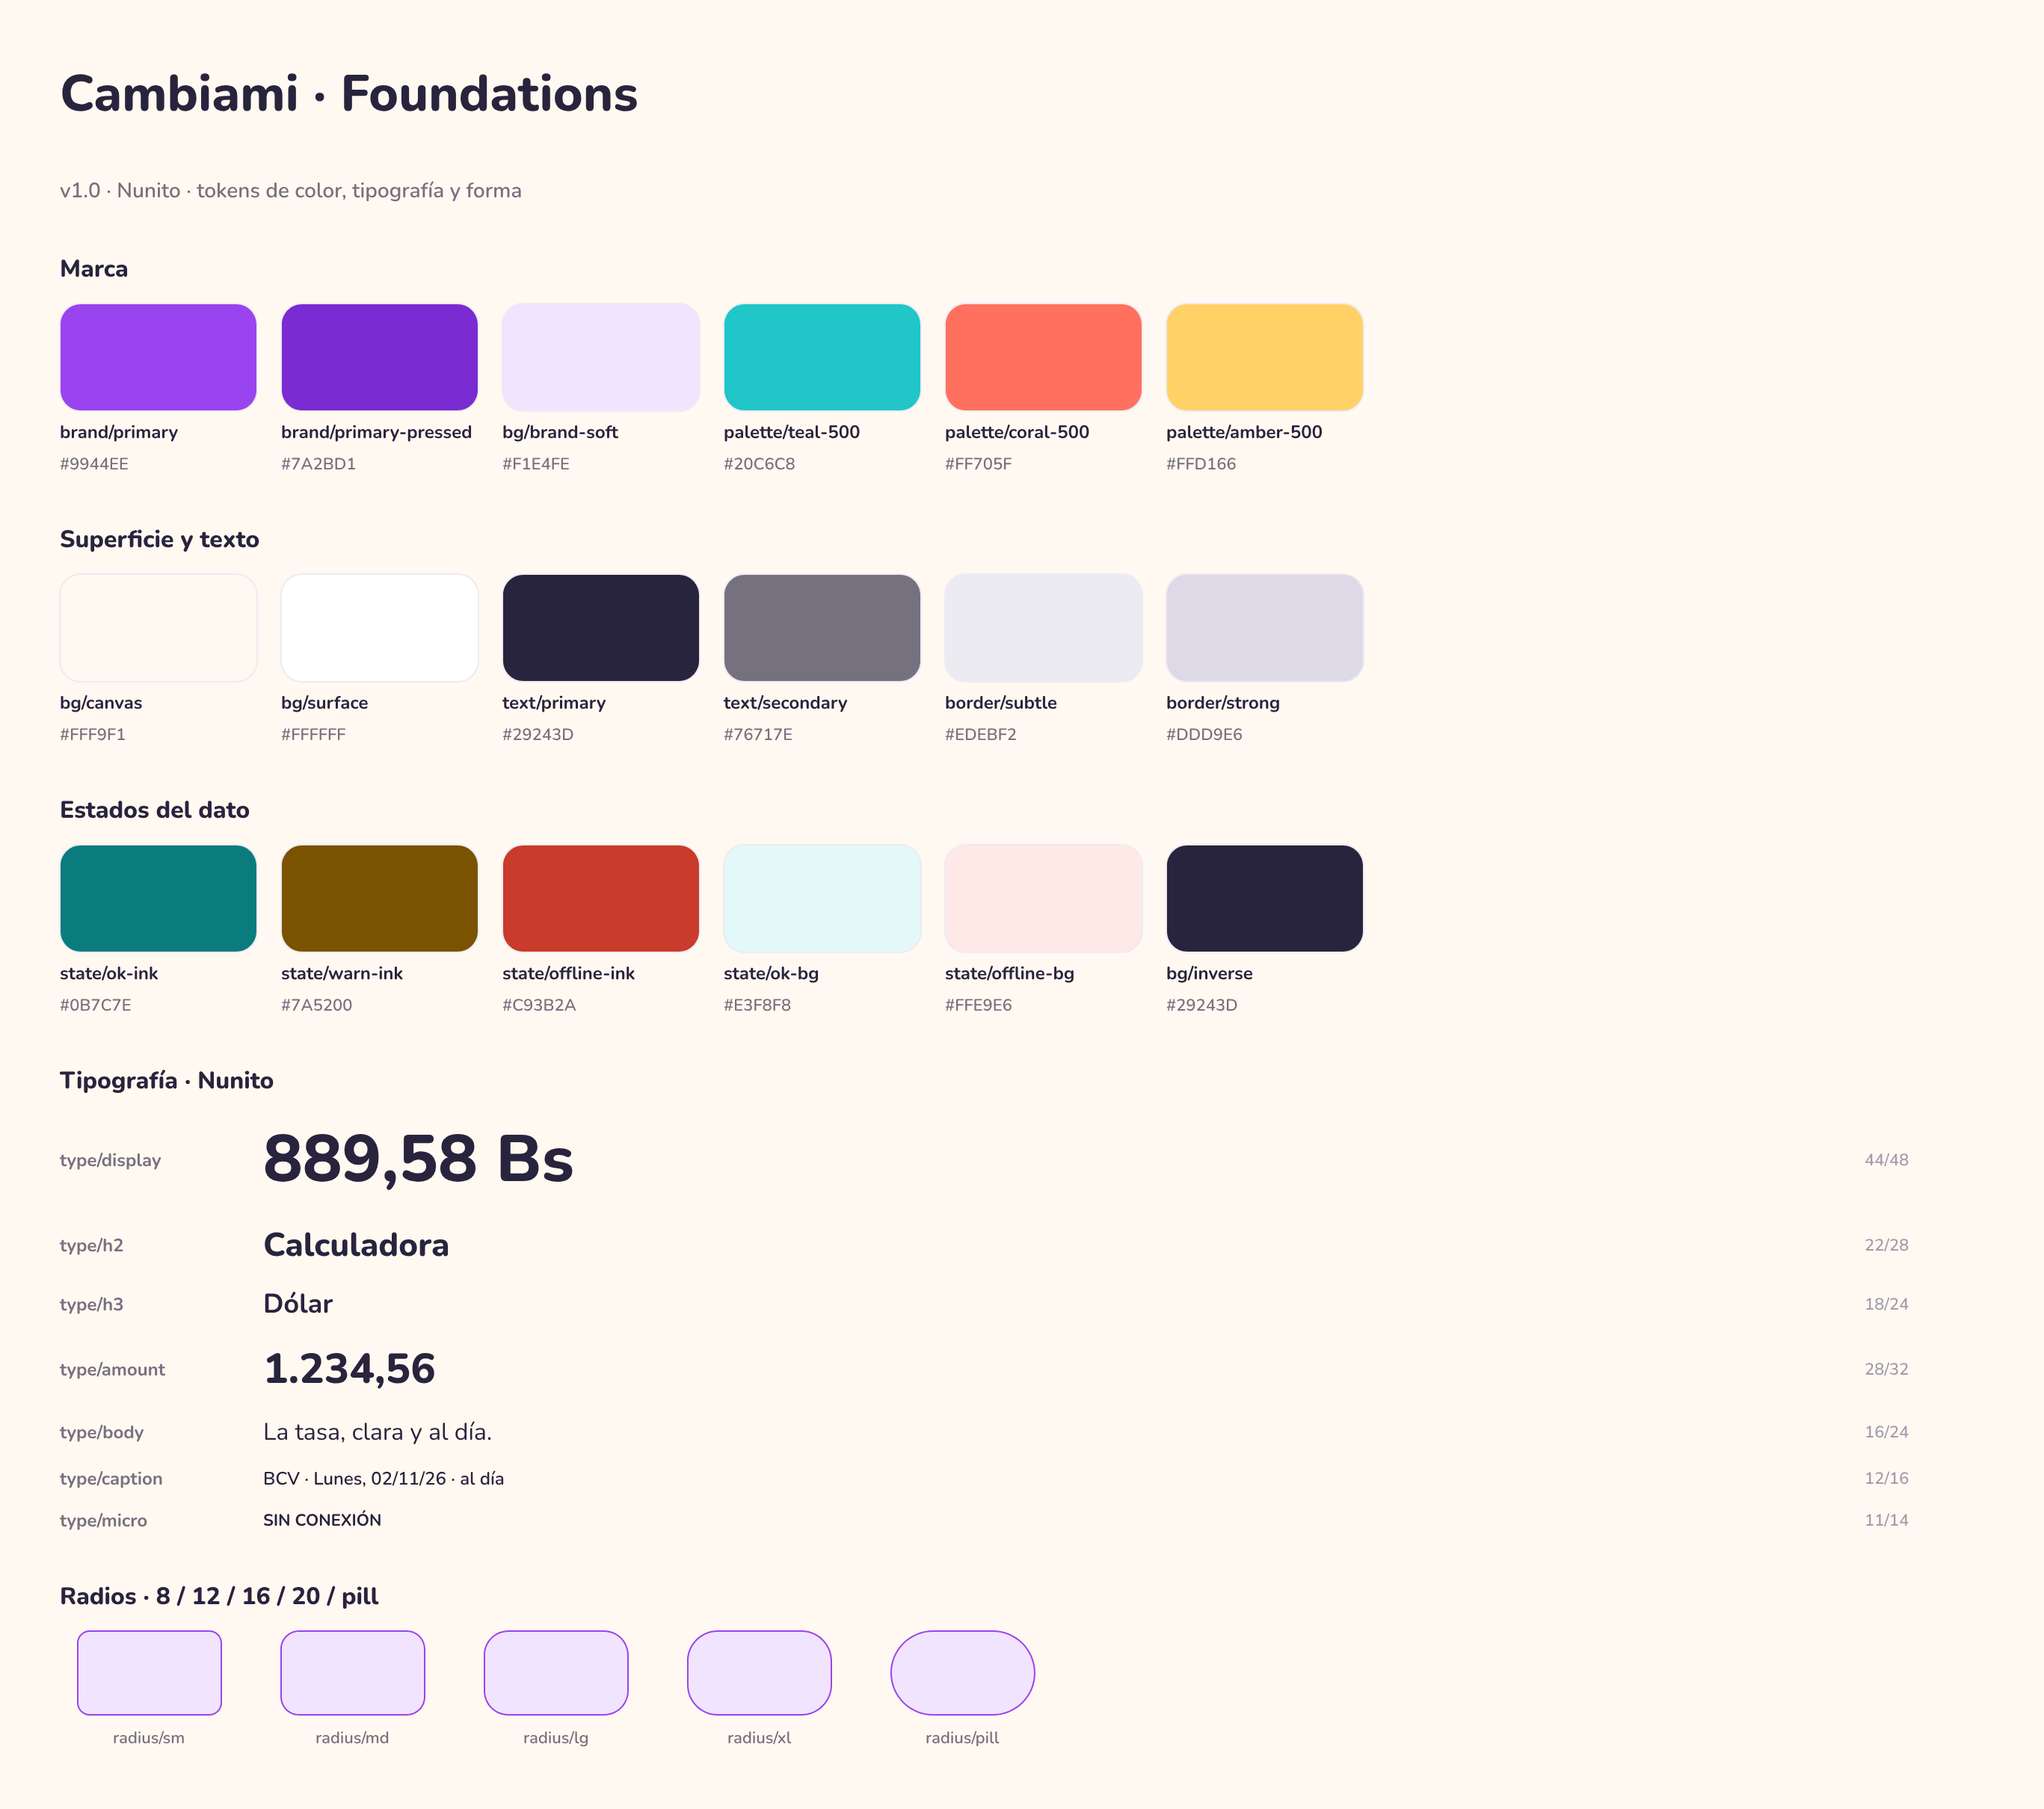 Cambiami · Foundations
v1.0 · Nunito · tokens de color, tipografía y forma
Marca
brand/primary
#9944EE
brand/primary-pressed
#7A2BD1
bg/brand-soft
#F1E4FE
palette/teal-500
#20C6C8
palette/coral-500
#FF705F
palette/amber-500
#FFD166
Superficie y texto
bg/canvas
#FFF9F1
bg/surface
#FFFFFF
text/primary
#29243D
text/secondary
#76717E
border/subtle
#EDEBF2
border/strong
#DDD9E6
Estados del dato
state/ok-ink
#0B7C7E
state/warn-ink
#7A5200
state/offline-ink
#C93B2A
state/ok-bg
#E3F8F8
state/offline-bg
#FFE9E6
bg/inverse
#29243D
Tipografía · Nunito
type/display 889,58 Bs 44/48
type/h2 Calculadora 22/28
type/h3 Dólar 18/24
type/amount 1.234,56 28/32
type/body La tasa, clara y al día. 16/24
type/caption BCV · Lunes, 02/11/26 · al día 12/16
type/micro SIN CONEXIÓN 11/14
Radios · 8 / 12 / 16 / 20 / pill
radius/sm
radius/md
radius/lg
radius/xl
radius/pill